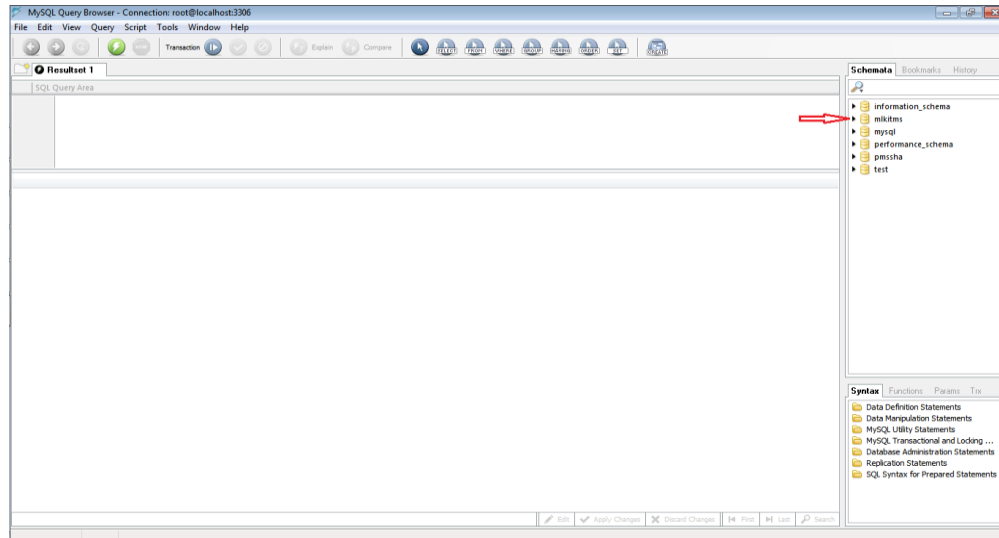 MySQL Query Browser - Connection: root@localhost:3306
File Edit View Query Script Tools Window Help
Transaction Explain Compare SELECT FROM WHERE GROUP HAVING ORDER SET CREATE
Resultset 1
SQL Query Area
Schemata Bookmarks History
information_schema
mlkitms
mysql
performance_schema
pmssha
test
Syntax Functions Params Trx
Data Definition Statements
Data Manipulation Statements
MySQL Utility Statements
MySQL Transactional and Locking ...
Database Administration Statements
Replication Statements
SQL Syntax for Prepared Statements
Edit Apply Changes Discard Changes First Last Search